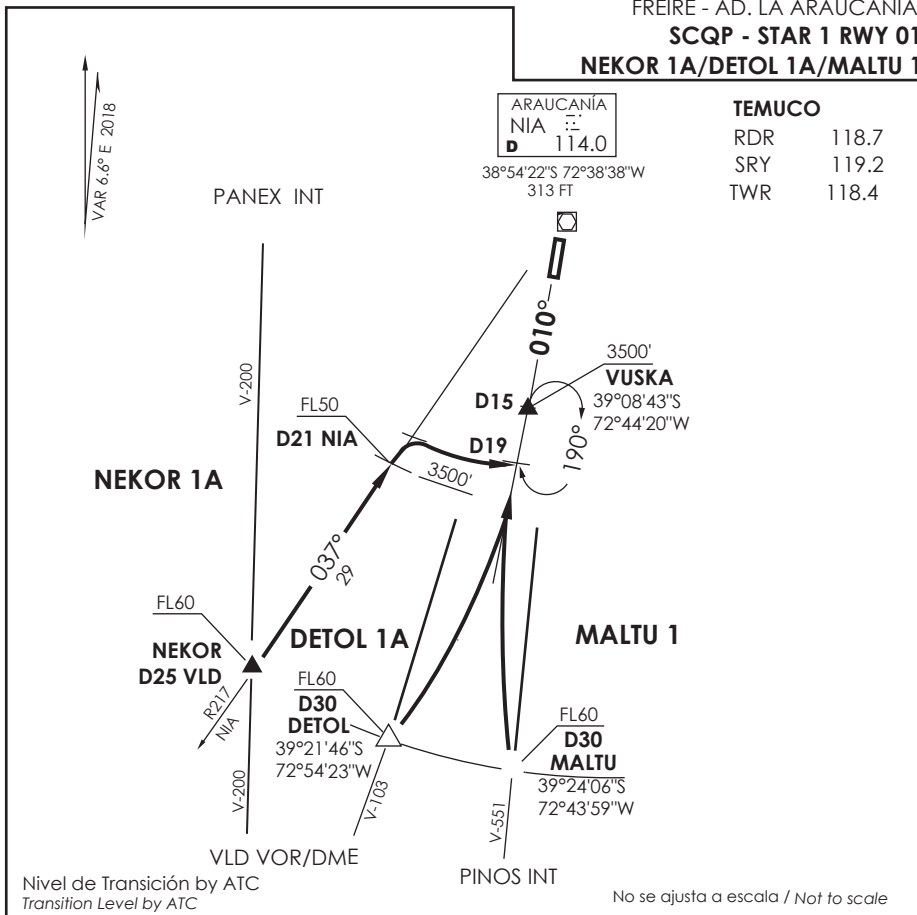 FREIRE - AD. LA ARAUCANIA
SCQP - STAR 1 RWY 01
NEKOR 1A/DETOL 1A/MALTU 1
VAR 6.6° E 2018
ARAUCANÍA
NIA
D 114.0
38°54'22"S 72°38'38"W
313 FT
TEMUCO
RDR 118.7
SRY 119.2
TWR 118.4
PANEX INT
V-200
010°
3500'
VUSKA
39°08'43"S
72°44'20"W
D15
FL50
D21 NIA
D19
190°
3500'
NEKOR 1A
037°
29
FL60
NEKOR
D25 VLD
R217
NIA
DETOL 1A
MALTU 1
FL60
D30
DETOL
39°21'46"S
72°54'23"W
FL60
D30
MALTU
39°24'06"S
72°43'59"W
V-200
V-103
V-551
VLD VOR/DME
PINOS INT
Nivel de Transición by ATC
Transition Level by ATC
No se ajusta a escala / Not to scale